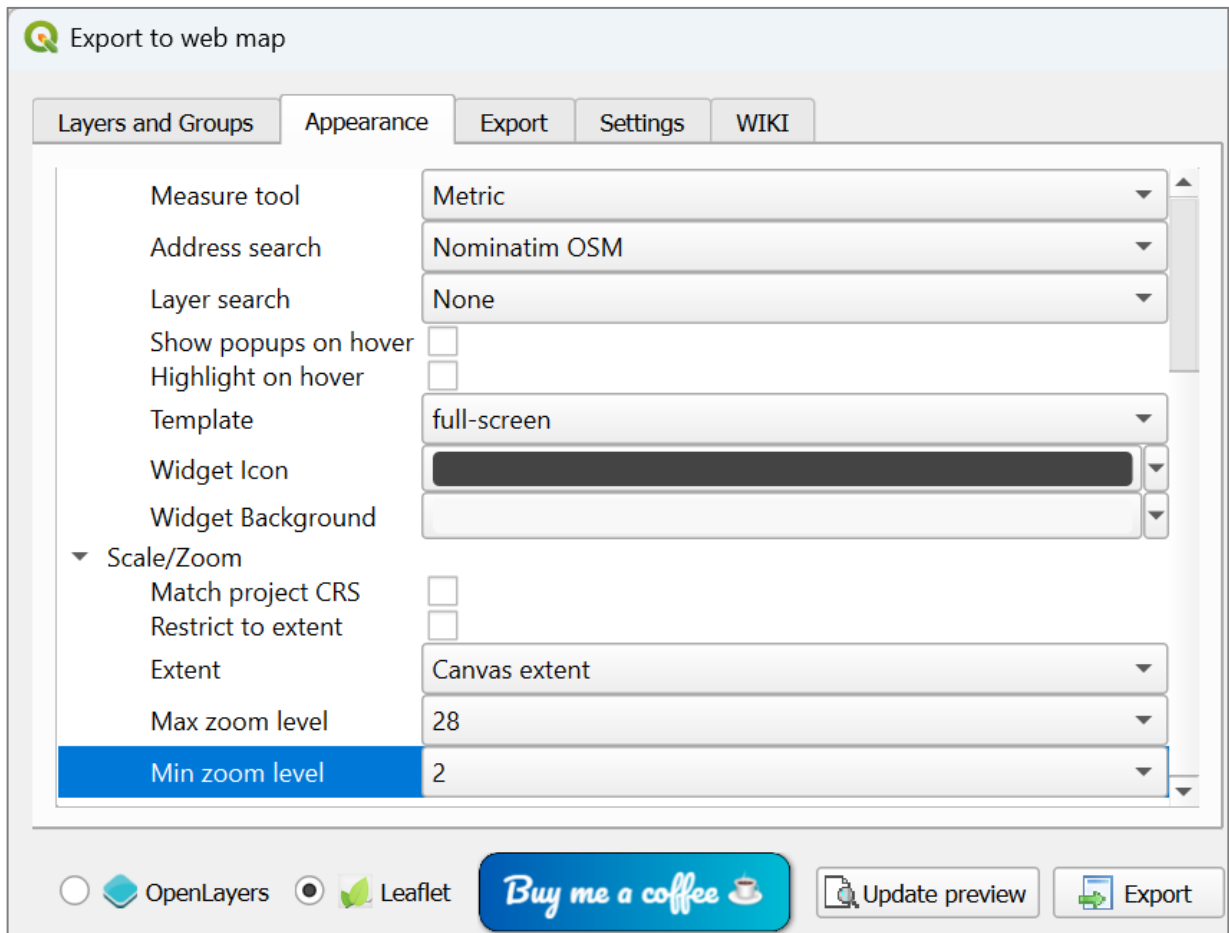 Export to web map
Layers and Groups Appearance Export Settings WIKI
Measure tool Metric
Address search Nominatim OSM
Layer search None
Show popups on hover
Highlight on hover
Template full-screen
Widget Icon
Widget Background
Scale/Zoom
Match project CRS
Restrict to extent
Extent Canvas extent
Max zoom level 28
Min zoom level 2
OpenLayers Leaflet Buy me a coffee Update preview Export